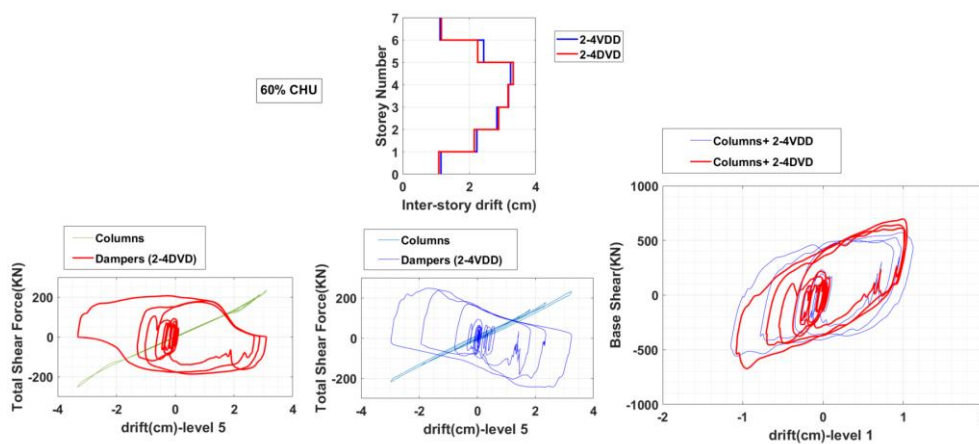 7
6
5
4
3
2
1
0
Storey Number
0 2 4
Inter-story drift (cm)
2-4VDD
2-4DVD
60% CHU
Columns
Dampers (2-4DVD)
200
0
-200
Total Shear Force(KN)
-4 -2 0 2 4
drift(cm)-level 5
Columns
Dampers (2-4VDD)
200
0
-200
Total Shear Force(KN)
-4 -2 0 2 4
drift(cm)-level 5
Columns+ 2-4VDD
Columns+ 2-4DVD
1000
500
0
-500
-1000
Base Shear(KN)
-2 -1 0 1
drift(cm)-level 1